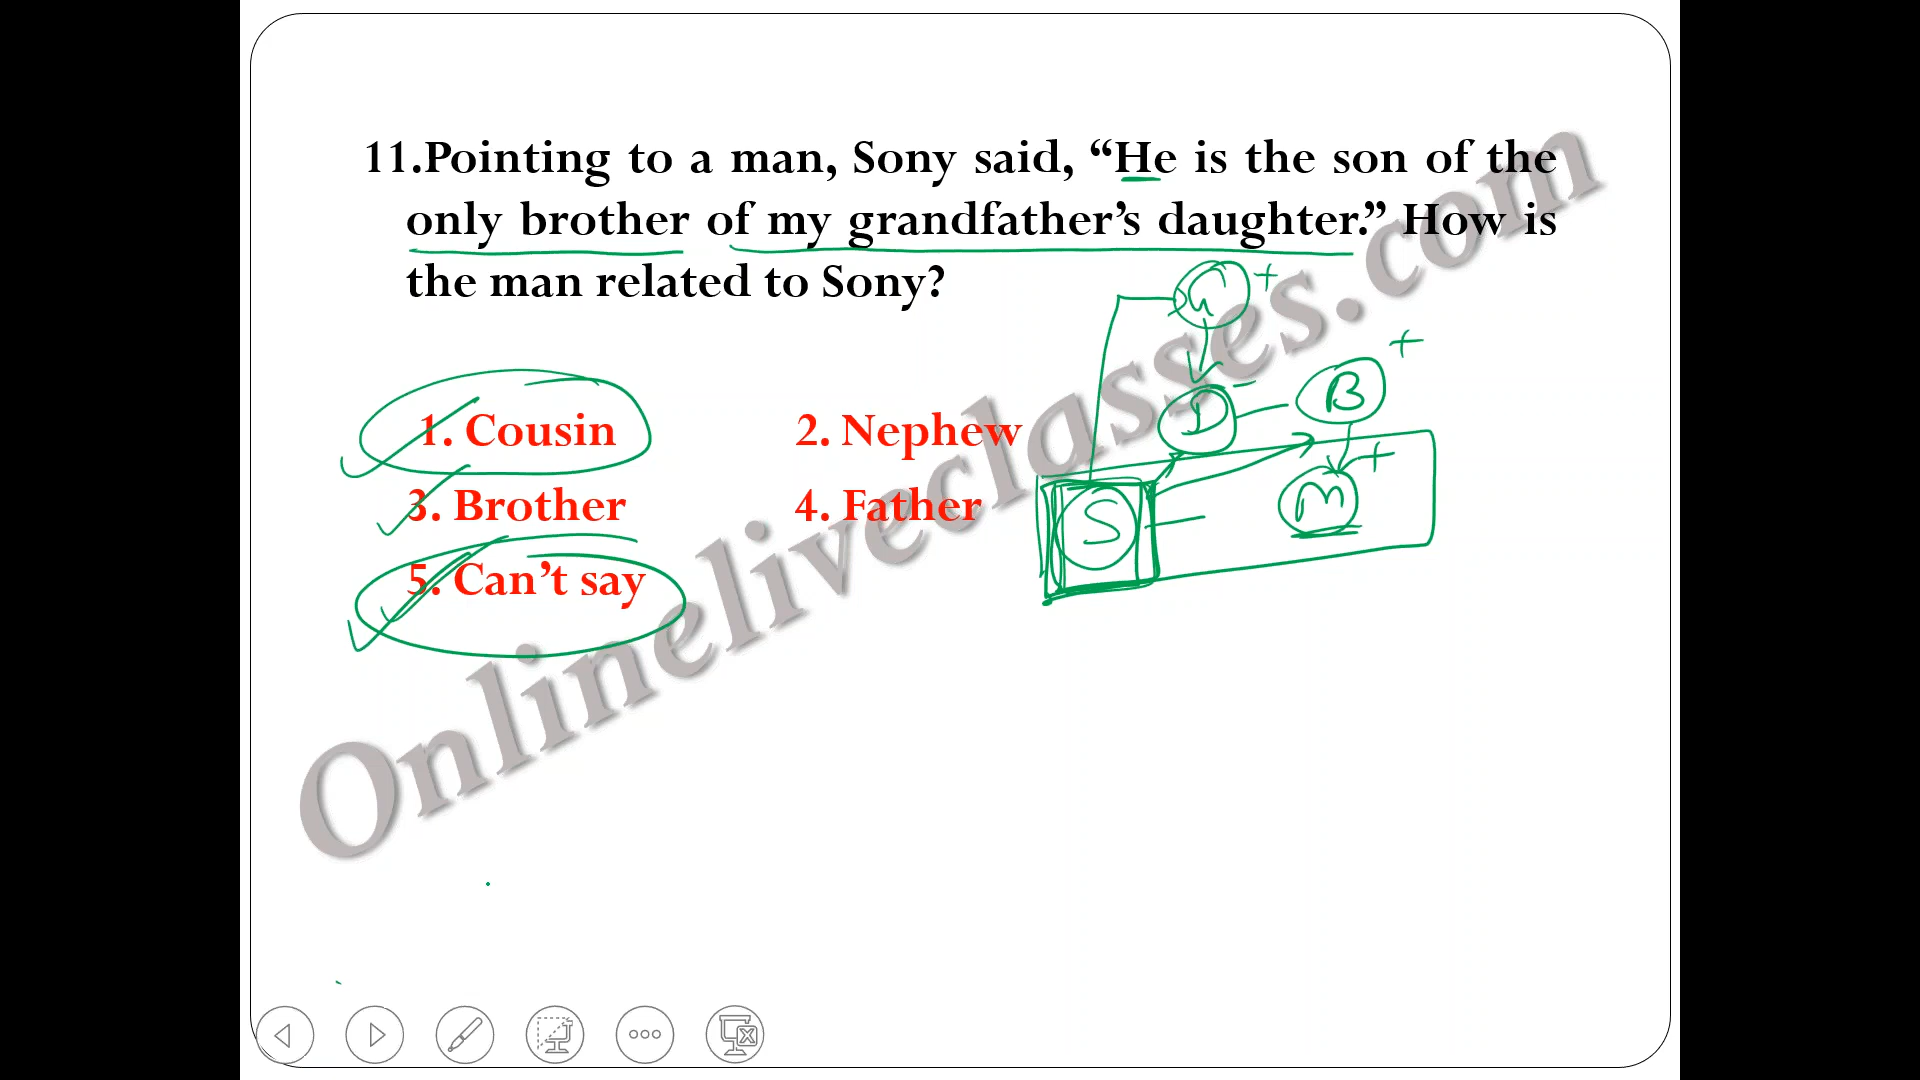 11.Pointing to a man, Sony said, “He is the son of the
only brother of my grandfather’s daughter.” How is
the man related to Sony?
G +
+
D − B
1. Cousin 2. Nephew
+
3. Brother 4. Father
S − M
5. Can’t say
Onlineliveclasses.com